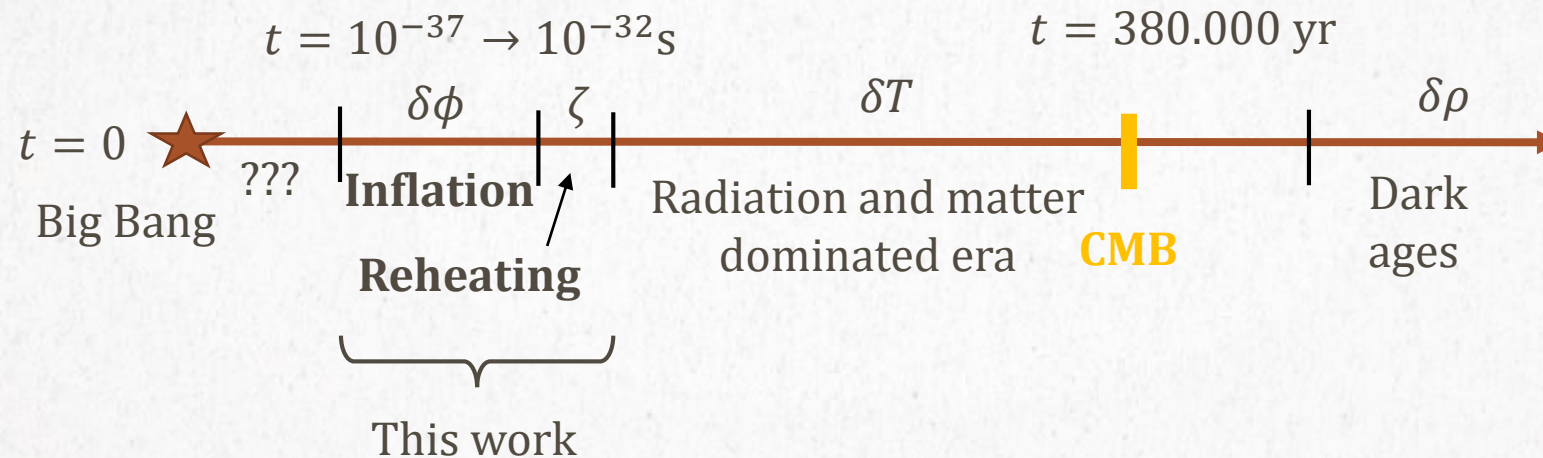 t = 10⁻³⁷ → 10⁻³²s
t = 380.000 yr
δϕ
ζ
δT
δρ
t = 0
???
Big Bang
Inflation
Reheating
Radiation and matter
dominated era
CMB
Dark
ages
This work